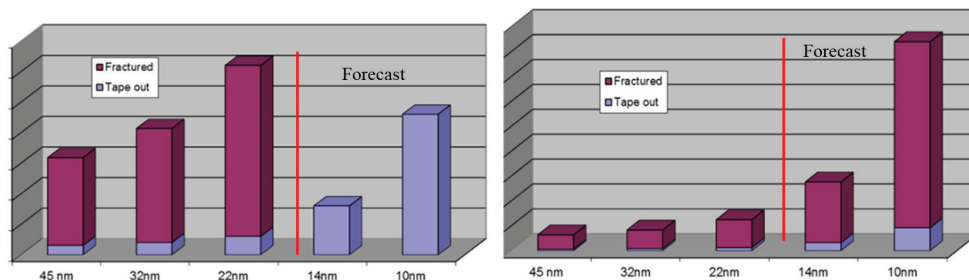 Fractured
Tape out
Forecast
45 nm 32nm 22nm 14nm 10nm
Fractured
Tape out
Forecast
45 nm 32nm 22nm 14nm 10nm